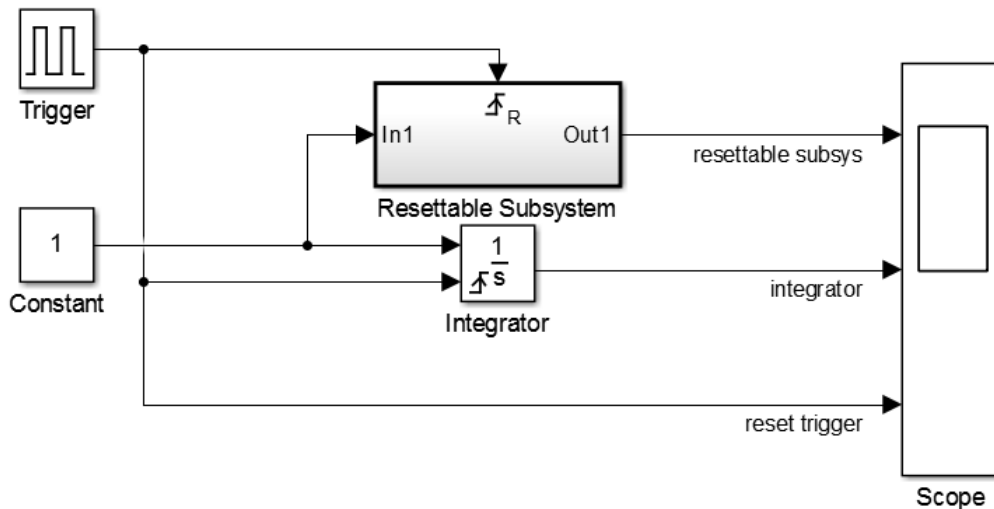 Trigger
R
In1
Out1
resettable subsys
Resettable Subsystem
1
Constant
1
s
Integrator
integrator
reset trigger
Scope